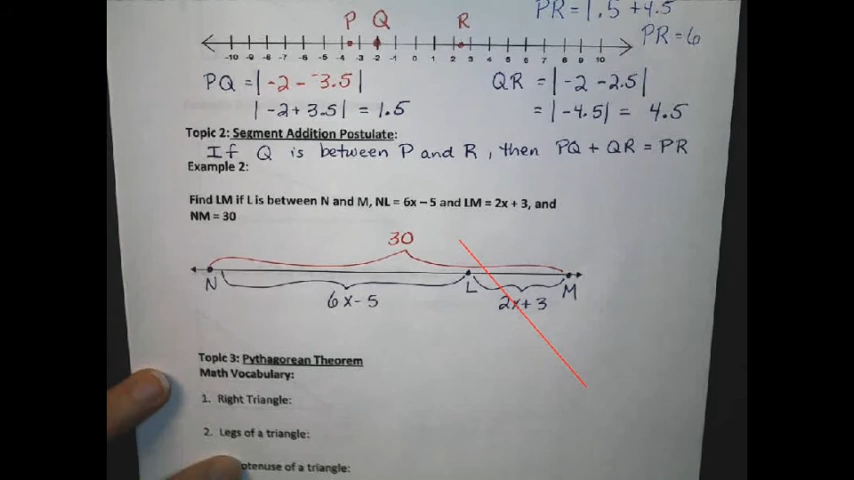 PR = |1.5 + 4.5
PR = 6
P Q R
-10 -9 -8 -7 -6 -5 -4 -3 -2 -1 0 1 2 3 4 5 6 7 8 9 10
PQ = |-2 - ⁻3.5|
QR = |-2 - 2.5|
|-2 + 3.5| = 1.5
= |-4.5| = 4.5
Topic 2: Segment Addition Postulate:
If Q is between P and R, then PQ + QR = PR
Example 2:
Find LM if L is between N and M, NL = 6x – 5 and LM = 2x + 3, and
NM = 30
30
N L M
6x - 5 2x + 3
Topic 3: Pythagorean Theorem
Math Vocabulary:
1. Right Triangle:
2. Legs of a triangle:
otenuse of a triangle: